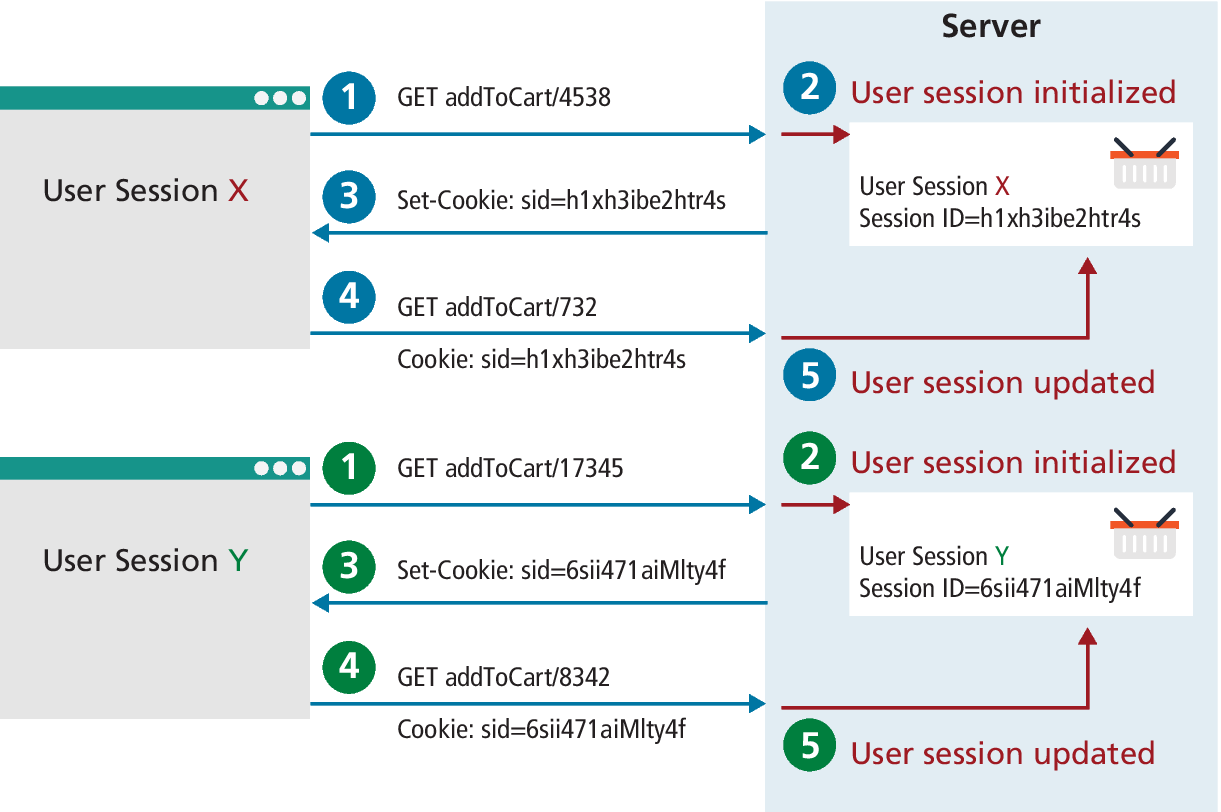 Server
1
GET addToCart/4538
2
User session initialized
User Session X
3
Set-Cookie: sid=h1xh3ibe2htr4s
User Session X
Session ID=h1xh3ibe2htr4s
4
GET addToCart/732
Cookie: sid=h1xh3ibe2htr4s
5
User session updated
1
GET addToCart/17345
2
User session initialized
User Session Y
3
Set-Cookie: sid=6sii471aiMlty4f
User Session Y
Session ID=6sii471aiMlty4f
4
GET addToCart/8342
Cookie: sid=6sii471aiMlty4f
5
User session updated